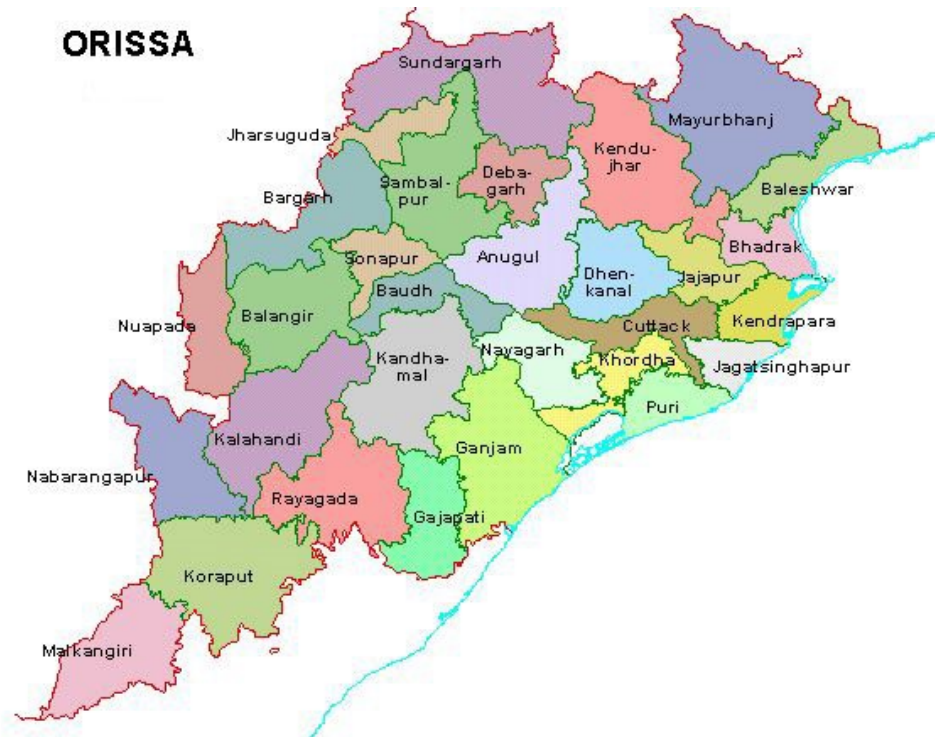 ORISSA
Sundargarh
Jharsuguda
Mayurbhanj
Kendu-
jhar
Bargarh
Sambal-
pur
Deba-
garh
Baleshwar
Sonapur
Anugul
Bhadrak
Dhen-
kanal
Jajapur
Baudh
Nuapada
Balangir
Cuttack
Kendrapara
Kandha-
mal
Nayagarh
Khordha
Jagatsinghapur
Puri
Kalahandi
Ganjam
Nabarangapur
Rayagada
Gajapati
Koraput
Malkangiri